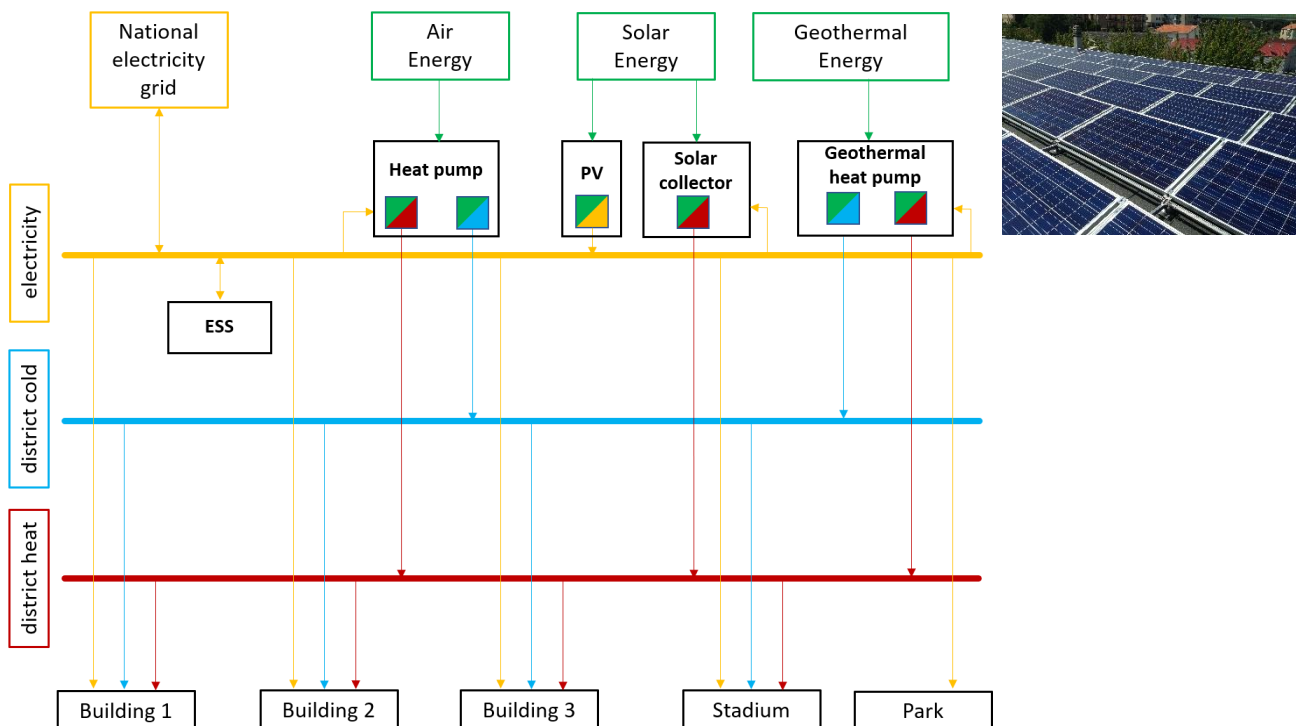 National
electricity
grid
Air
Energy
Solar
Energy
Geothermal
Energy
Heat pump
PV
Solar
collector
Geothermal
heat pump
electricity
ESS
district cold
district heat
Building 1
Building 2
Building 3
Stadium
Park